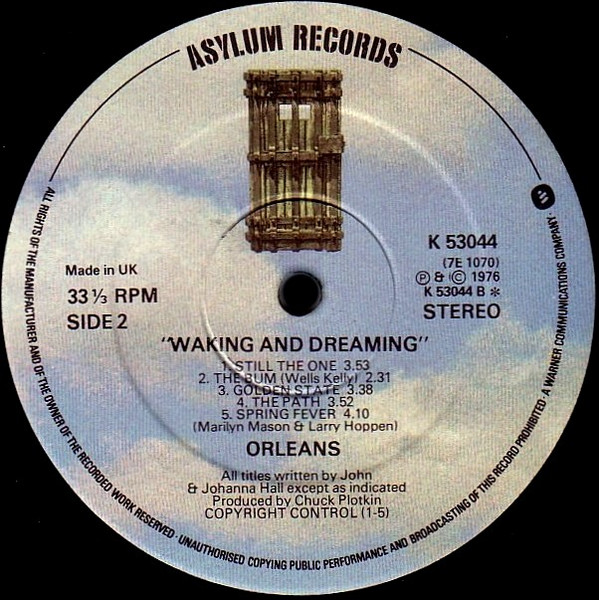 ASYLUM RECORDS
Made in UK
33 ⅓ RPM
SIDE 2
K 53044
(7E 1070)
Ⓟ & Ⓒ 1976
K 53044 B *
STEREO
"WAKING AND DREAMING"
1. STILL THE ONE 3.53
2. THE BUM (Wells Kelly) 2.31
3. GOLDEN STATE 3.38
4. THE PATH 3.52
5. SPRING FEVER 4.10
(Marilyn Mason & Larry Hoppen)
ORLEANS
All titles written by John
& Johanna Hall except as indicated
Produced by Chuck Plotkin
COPYRIGHT CONTROL (1-5)
ALL RIGHTS OF THE MANUFACTURER AND OF THE OWNER OF THE RECORDED WORK RESERVED · UNAUTHORISED COPYING PUBLIC PERFORMANCE AND BROADCASTING OF THIS RECORD PROHIBITED · A WARNER COMMUNICATIONS COMPANY ·